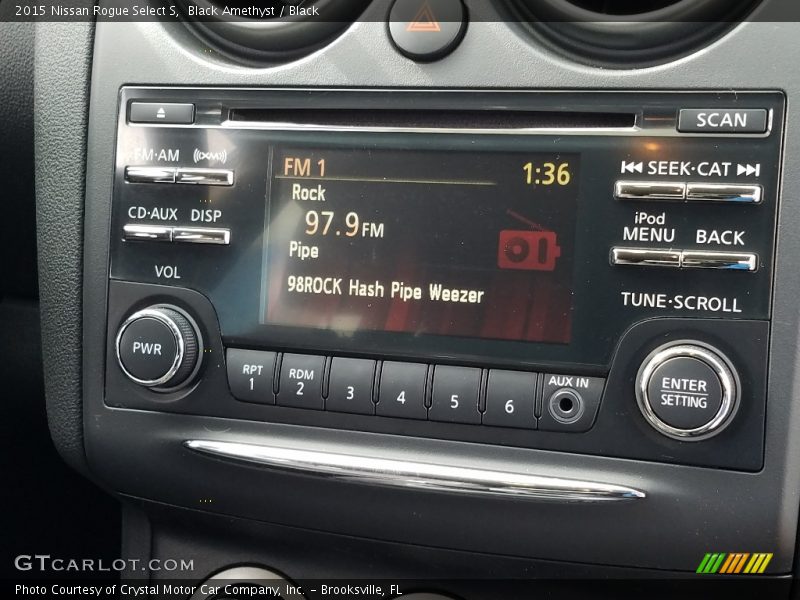 2015 Nissan Rogue Select S, Black Amethyst / Black
SCAN
FM·AM ((XM))
SEEK·CAT
FM 1 1:36
Rock
97.9 FM
Pipe
98ROCK Hash Pipe Weezer
CD·AUX DISP
iPod
MENU BACK
VOL
TUNE·SCROLL
PWR
RPT
1
RDM
2
3
4
5
6
AUX IN
ENTER
SETTING
GTCARLOT.COM
Photo Courtesy of Crystal Motor Car Company, Inc. – Brooksville, FL